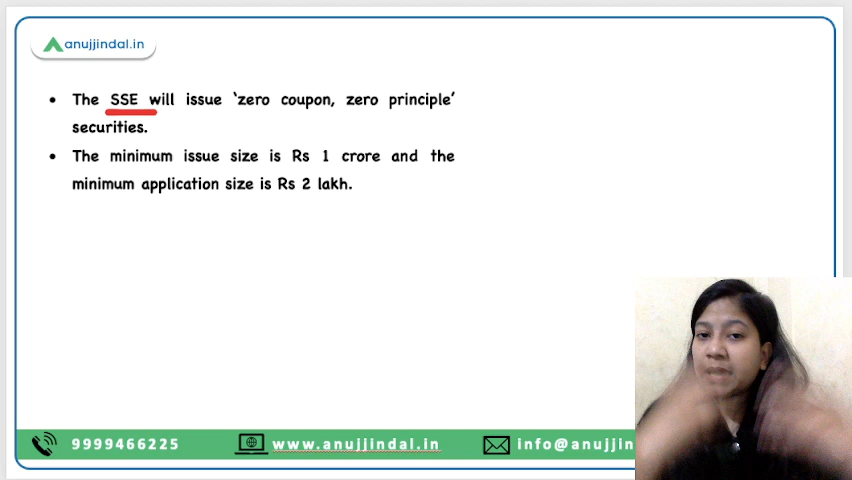 anujjindal.in
• The SSE will issue ‘zero coupon, zero principle’
securities.
• The minimum issue size is Rs 1 crore and the
minimum application size is Rs 2 lakh.
9999466225 www.anujjindal.in info@anujjin